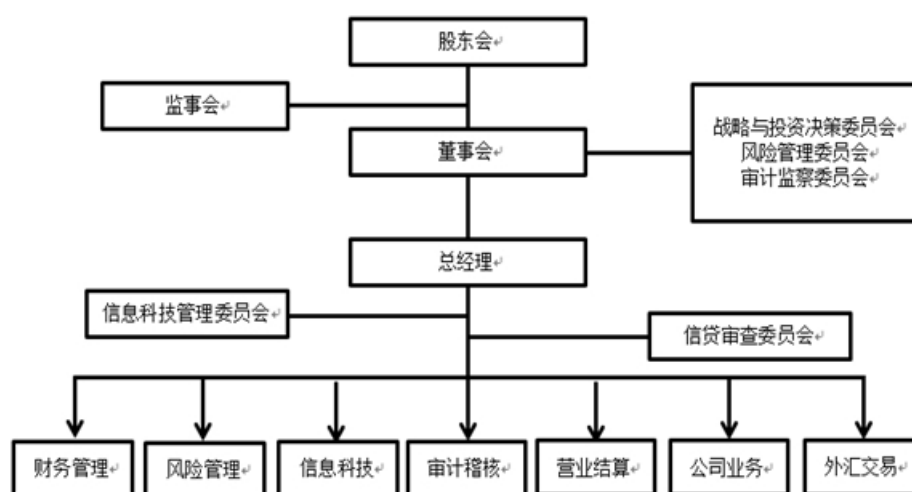 股东会
监事会
董事会
战略与投资决策委员会
风险管理委员会
审计监察委员会
总经理
信息科技管理委员会
信贷审查委员会
财务管理
风险管理
信息科技
审计稽核
营业结算
公司业务
外汇交易